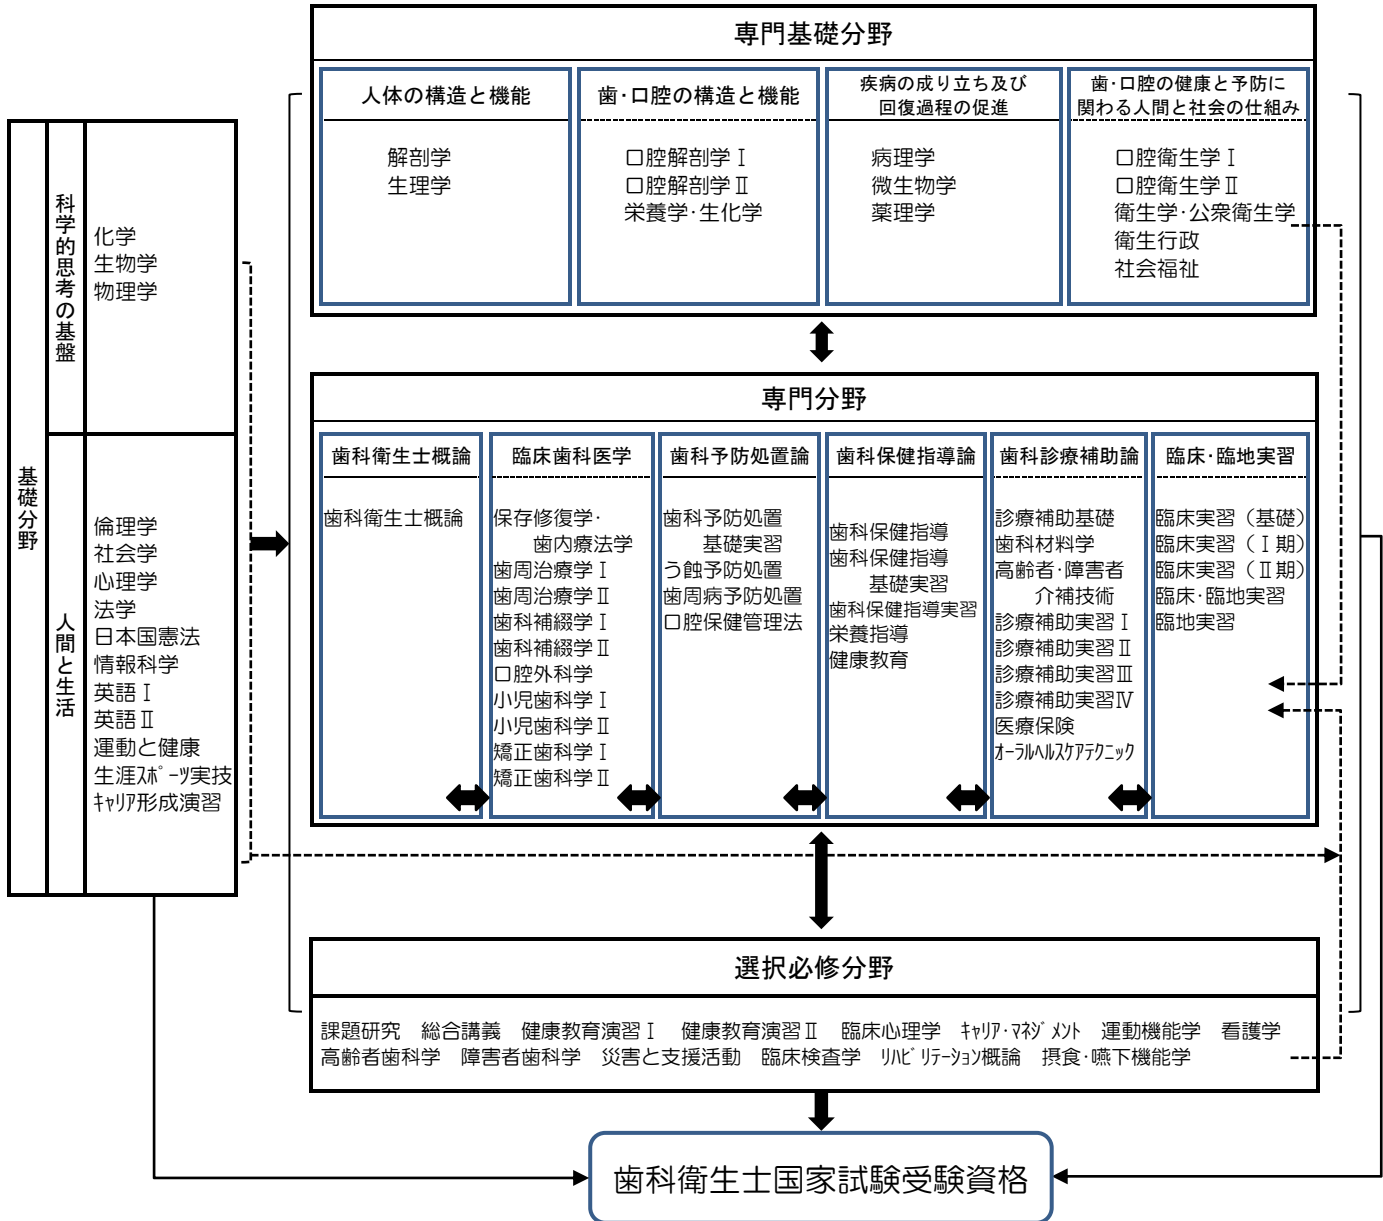 専門基礎分野
人体の構造と機能
解剖学
生理学
歯・口腔の構造と機能
口腔解剖学Ⅰ
口腔解剖学Ⅱ
栄養学・生化学
疾病の成り立ち及び
回復過程の促進
病理学
微生物学
薬理学
歯・口腔の健康と予防に
関わる人間と社会の仕組み
口腔衛生学Ⅰ
口腔衛生学Ⅱ
衛生学・公衆衛生学
衛生行政
社会福祉
基礎分野
科学的思考の基盤
化学
生物学
物理学
人間と生活
倫理学
社会学
心理学
法学
日本国憲法
情報科学
英語Ⅰ
英語Ⅱ
運動と健康
生涯ｽﾎﾟｰﾂ実技
ｷｬﾘｱ形成演習
専門分野
歯科衛生士概論
歯科衛生士概論
臨床歯科医学
保存修復学・
歯内療法学
歯周治療学Ⅰ
歯周治療学Ⅱ
歯科補綴学Ⅰ
歯科補綴学Ⅱ
口腔外科学
小児歯科学Ⅰ
小児歯科学Ⅱ
矯正歯科学Ⅰ
矯正歯科学Ⅱ
歯科予防処置論
歯科予防処置
基礎実習
う蝕予防処置
歯周病予防処置
口腔保健管理法
歯科保健指導論
歯科保健指導
歯科保健指導
基礎実習
歯科保健指導実習
栄養指導
健康教育
歯科診療補助論
診療補助基礎
歯科材料学
高齢者・障害者
介補技術
診療補助実習Ⅰ
診療補助実習Ⅱ
診療補助実習Ⅲ
診療補助実習Ⅳ
医療保険
ｵｰﾗﾙﾍﾙｽｹｱﾃｸﾆｯｸ
臨床・臨地実習
臨床実習（基礎）
臨床実習（Ⅰ期）
臨床実習（Ⅱ期）
臨床・臨地実習
臨地実習
選択必修分野
課題研究　総合講義　健康教育演習Ⅰ　健康教育演習Ⅱ　臨床心理学　ｷｬﾘｱ・ﾏﾈｼﾞﾒﾝﾄ　運動機能学　看護学
高齢者歯科学　障害者歯科学　災害と支援活動　臨床検査学　ﾘﾊﾋﾞﾘﾃｰｼｮﾝ概論　摂食・嚥下機能学
歯科衛生士国家試験受験資格